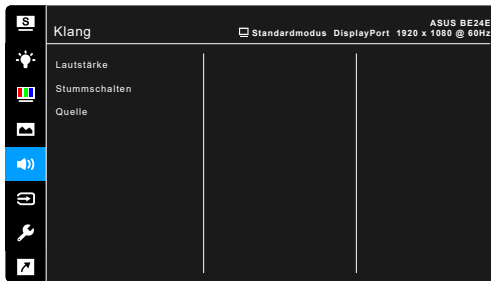 S
Klang
ASUS BE24E
Standardmodus DisplayPort 1920 x 1080 @ 60Hz
Lautstärke
Stummschalten
Quelle